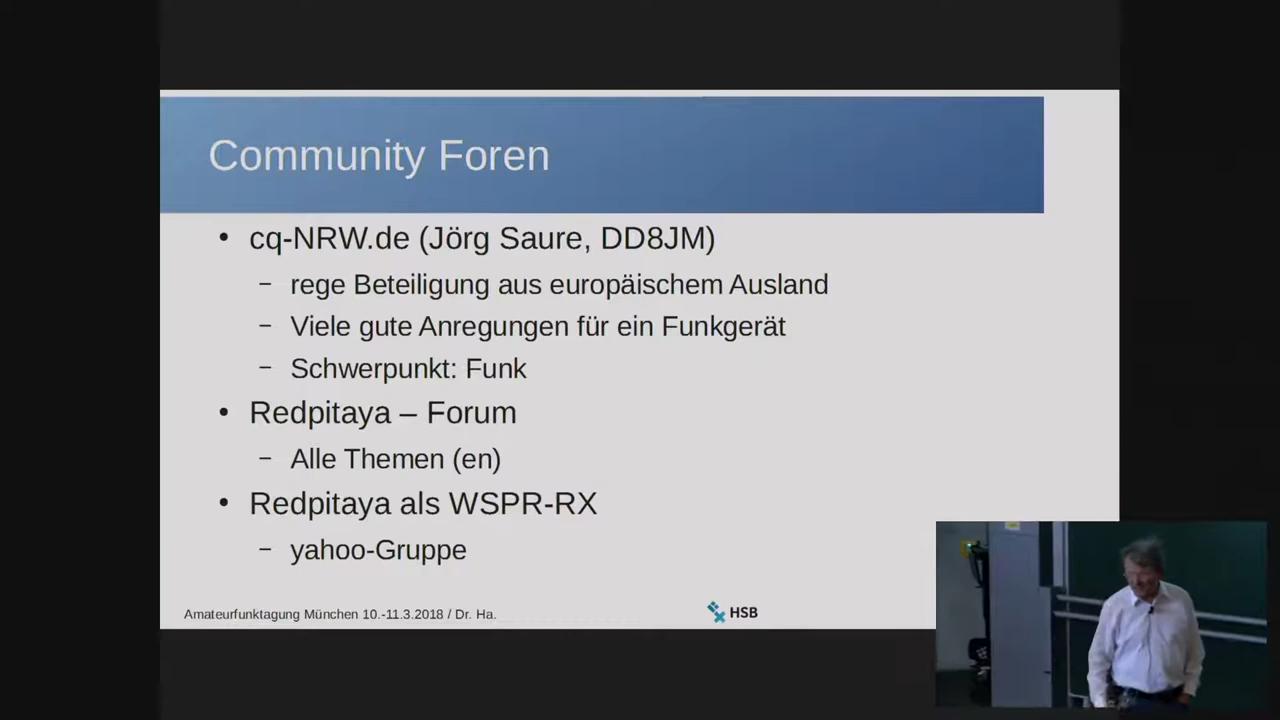 Community Foren
• cq-NRW.de (Jörg Saure, DD8JM)
– rege Beteiligung aus europäischem Ausland
– Viele gute Anregungen für ein Funkgerät
– Schwerpunkt: Funk
• Redpitaya – Forum
– Alle Themen (en)
• Redpitaya als WSPR-RX
– yahoo-Gruppe
Amateurfunktagung München 10.-11.3.2018 / Dr. Ha.
HSB